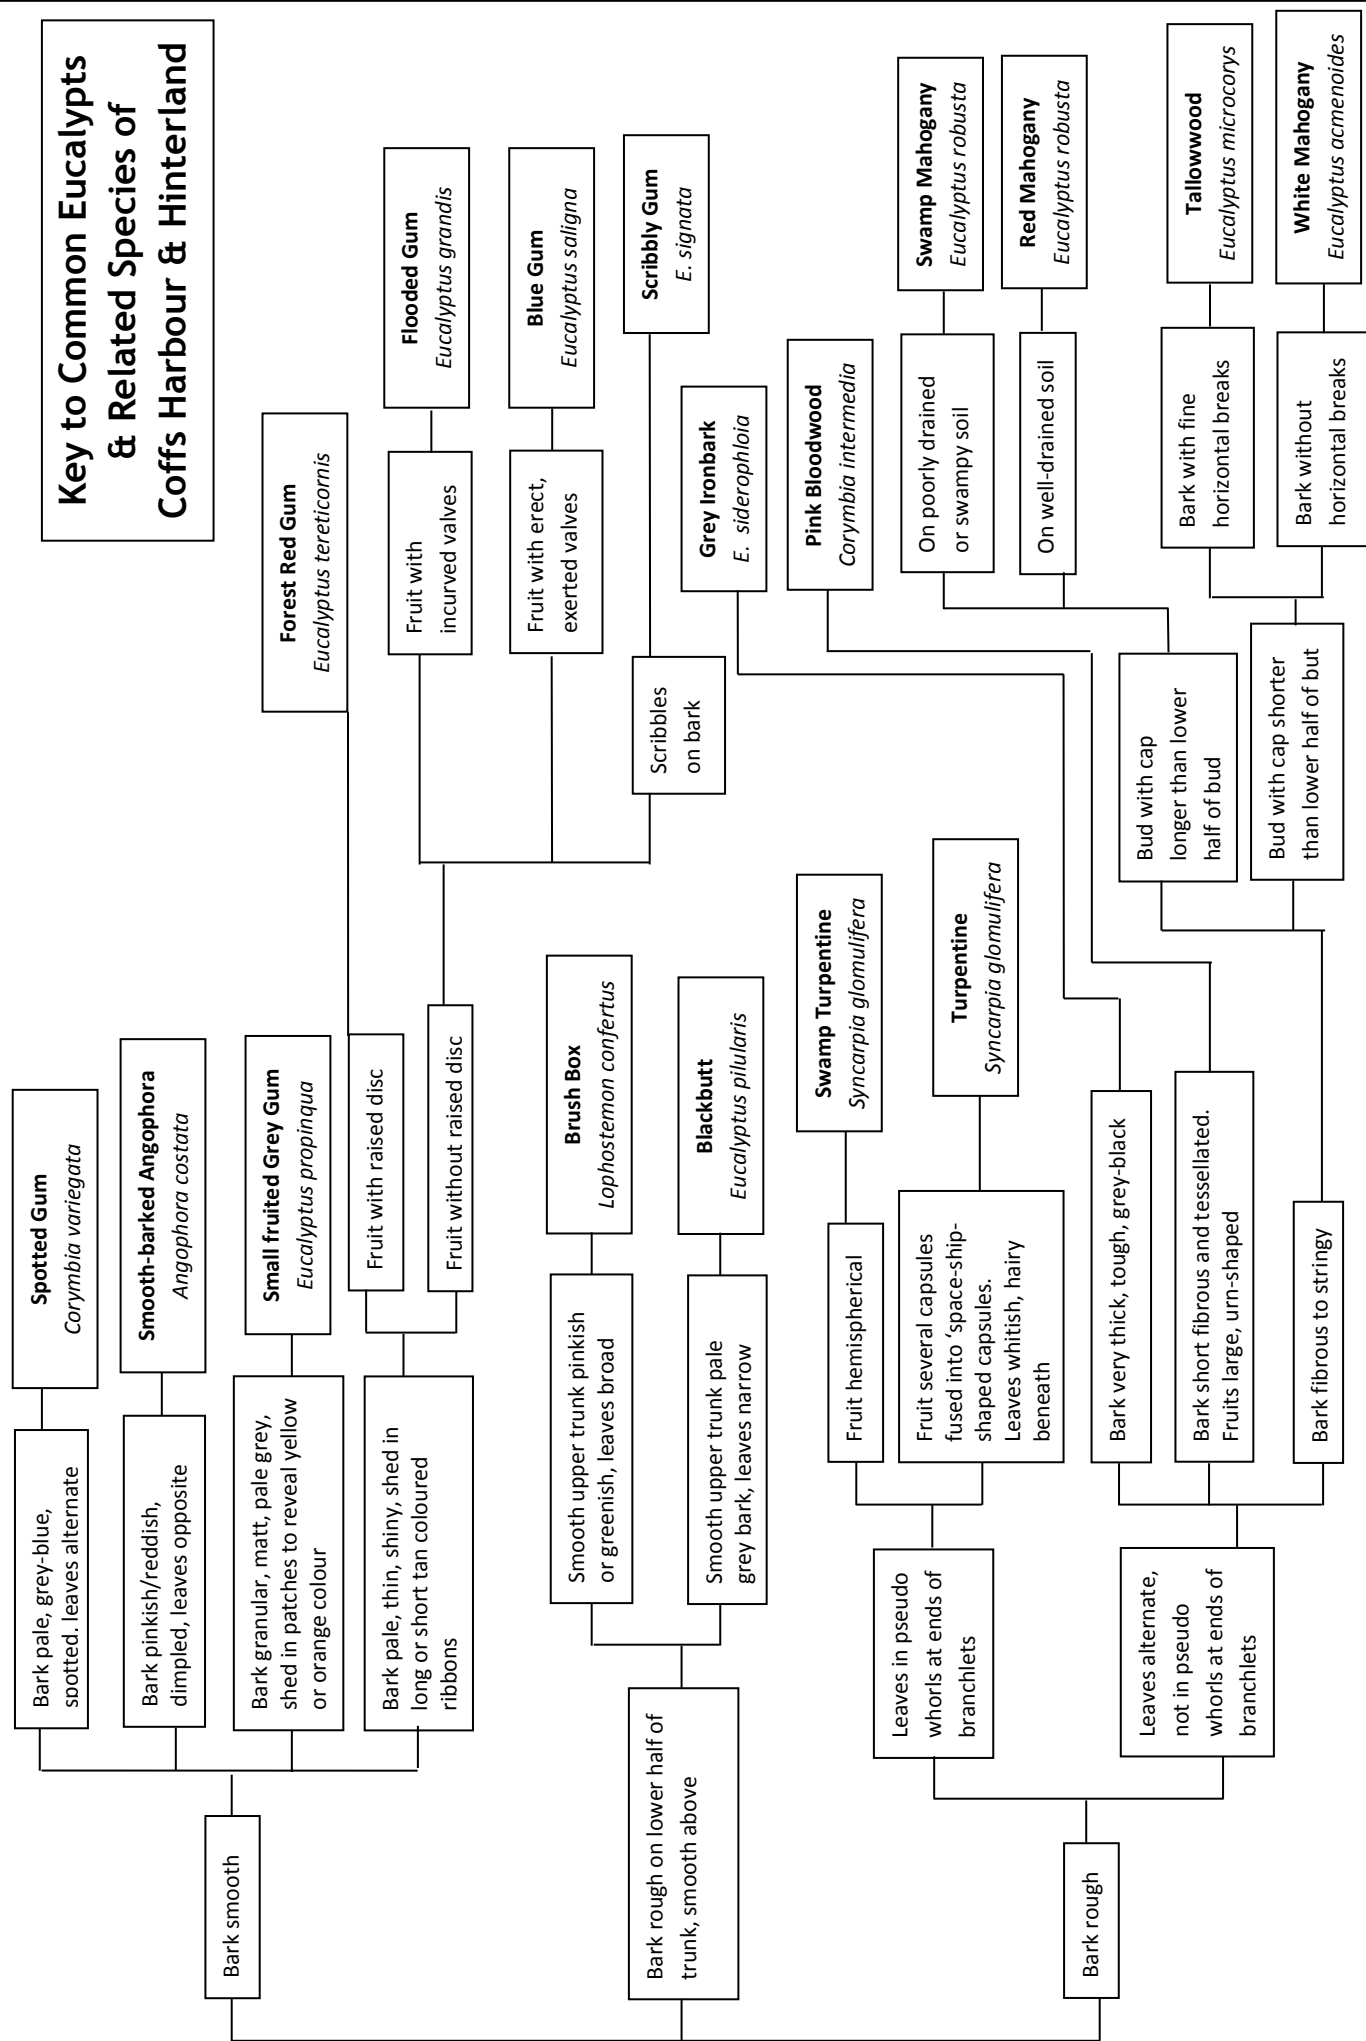 Key to Common Eucalypts
& Related Species of
Coffs Harbour & Hinterland
Bark smooth
Bark pale, grey-blue,
spotted. leaves alternate
Spotted Gum
Corymbia variegata
Bark pinkish/reddish,
dimpled, leaves opposite
Smooth-barked Angophora
Angophora costata
Bark granular, matt, pale grey,
shed in patches to reveal yellow
or orange colour
Small fruited Grey Gum
Eucalyptus propinqua
Bark pale, thin, shiny, shed in
long or short tan coloured
ribbons
Fruit with raised disc
Forest Red Gum
Eucalyptus tereticornis
Fruit without raised disc
Fruit with
incurved valves
Flooded Gum
Eucalyptus grandis
Fruit with erect,
exerted valves
Blue Gum
Eucalyptus saligna
Scribbles
on bark
Scribbly Gum
E. signata
Bark rough on lower half of
trunk, smooth above
Smooth upper trunk pinkish
or greenish, leaves broad
Brush Box
Lophostemon confertus
Smooth upper trunk pale
grey bark, leaves narrow
Blackbutt
Eucalyptus pilularis
Bark rough
Leaves in pseudo
whorls at ends of
branchlets
Fruit hemispherical
Swamp Turpentine
Syncarpia glomulifera
Fruit several capsules
fused into ‘space-ship-
shaped capsules.
Leaves whitish, hairy
beneath
Turpentine
Syncarpia glomulifera
Leaves alternate,
not in pseudo
whorls at ends of
branchlets
Bark very thick, tough, grey-black
Grey Ironbark
E. siderophloia
Bark short fibrous and tessellated.
Fruits large, urn-shaped
Pink Bloodwood
Corymbia intermedia
Bark fibrous to stringy
Bud with cap
longer than lower
half of bud
On poorly drained
or swampy soil
Swamp Mahogany
Eucalyptus robusta
On well-drained soil
Red Mahogany
Eucalyptus robusta
Bud with cap shorter
than lower half of but
Bark with fine
horizontal breaks
Tallowwood
Eucalyptus microcorys
Bark without
horizontal breaks
White Mahogany
Eucalyptus acmenoides